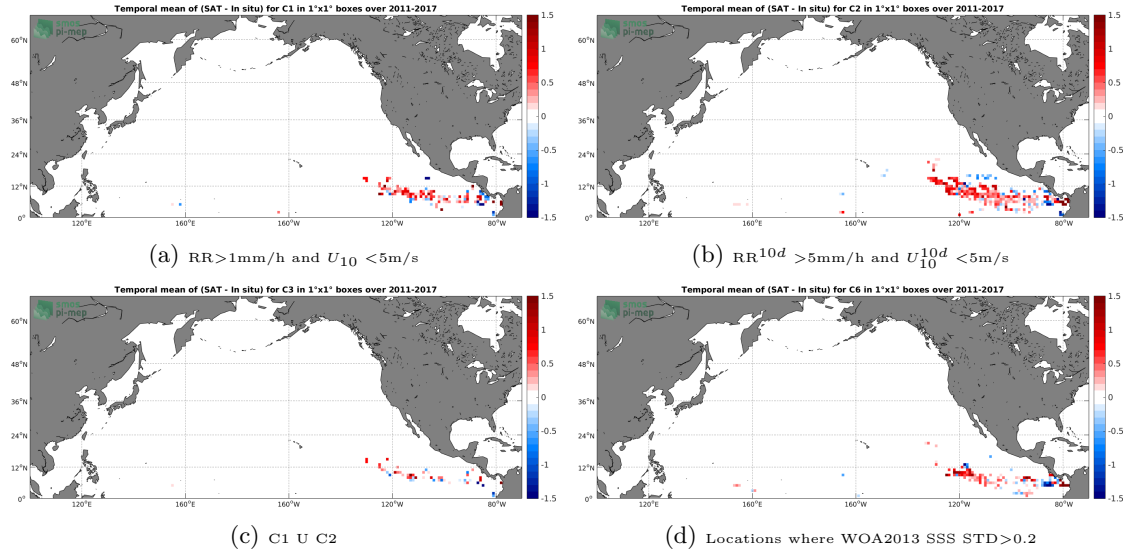 Temporal mean of (SAT - In situ) for C1 in 1°x1° boxes over 2011-2017
smos
pi-mep
60°N
48°N
36°N
24°N
12°N
0°
120°E
160°E
160°W
120°W
80°W
1.5
1
0.5
0
-0.5
-1
-1.5
(a) RR>1mm/h and U10 <5m/s
Temporal mean of (SAT - In situ) for C2 in 1°x1° boxes over 2011-2017
smos
pi-mep
60°N
48°N
36°N
24°N
12°N
0°
120°E
160°E
160°W
120°W
80°W
1.5
1
0.5
0
-0.5
-1
-1.5
(b) RR^10d >5mm/h and U10^10d <5m/s
Temporal mean of (SAT - In situ) for C3 in 1°x1° boxes over 2011-2017
smos
pi-mep
60°N
48°N
36°N
24°N
12°N
0°
120°E
160°E
160°W
120°W
80°W
1.5
1
0.5
0
-0.5
-1
-1.5
(c) C1 U C2
Temporal mean of (SAT - In situ) for C6 in 1°x1° boxes over 2011-2017
smos
pi-mep
60°N
48°N
36°N
24°N
12°N
0°
120°E
160°E
160°W
120°W
80°W
1.5
1
0.5
0
-0.5
-1
-1.5
(d) Locations where WOA2013 SSS STD>0.2